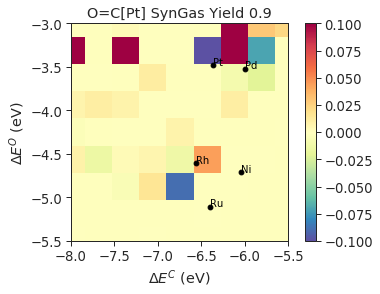 O=C[Pt] SynGas Yield 0.9
−3.0
−3.5
−4.0
−4.5
−5.0
−5.5
ΔE^O (eV)
Pt
Pd
Rh
Ni
Ru
−8.0 −7.5 −7.0 −6.5 −6.0 −5.5
ΔE^C (eV)
0.100
0.075
0.050
0.025
0.000
−0.025
−0.050
−0.075
−0.100